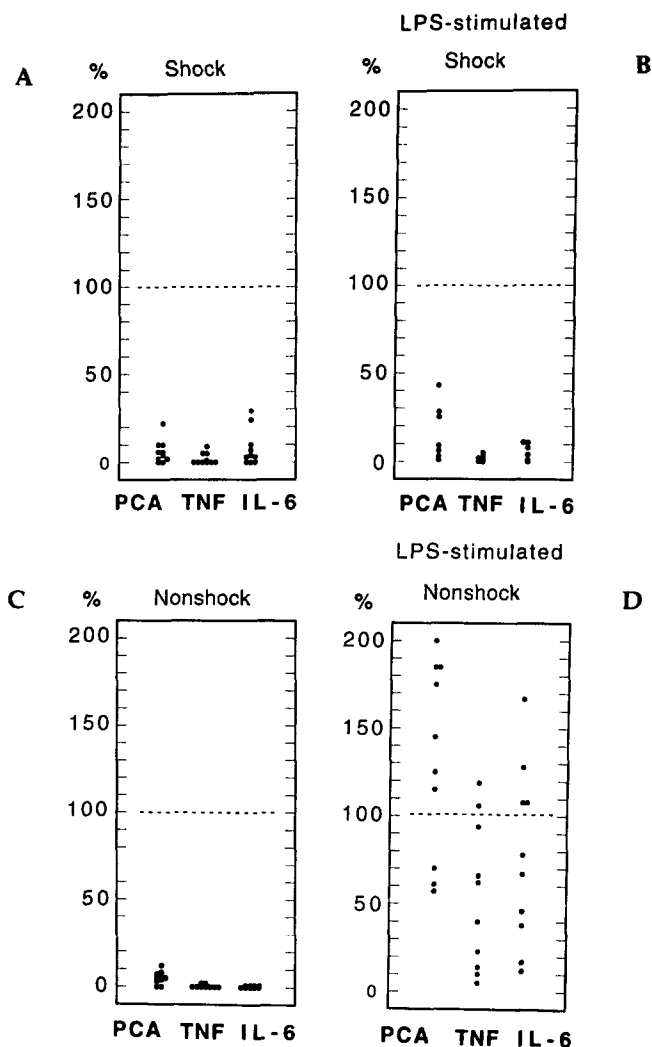 LPS-stimulated
A % Shock
Shock B
200
150
100
50
0
PCA TNF IL-6
200
150
100
50
0
PCA TNF IL-6
C % Nonshock
200
150
100
50
0
PCA TNF IL-6
LPS-stimulated
% Nonshock D
200
150
100
50
0
PCA TNF IL-6